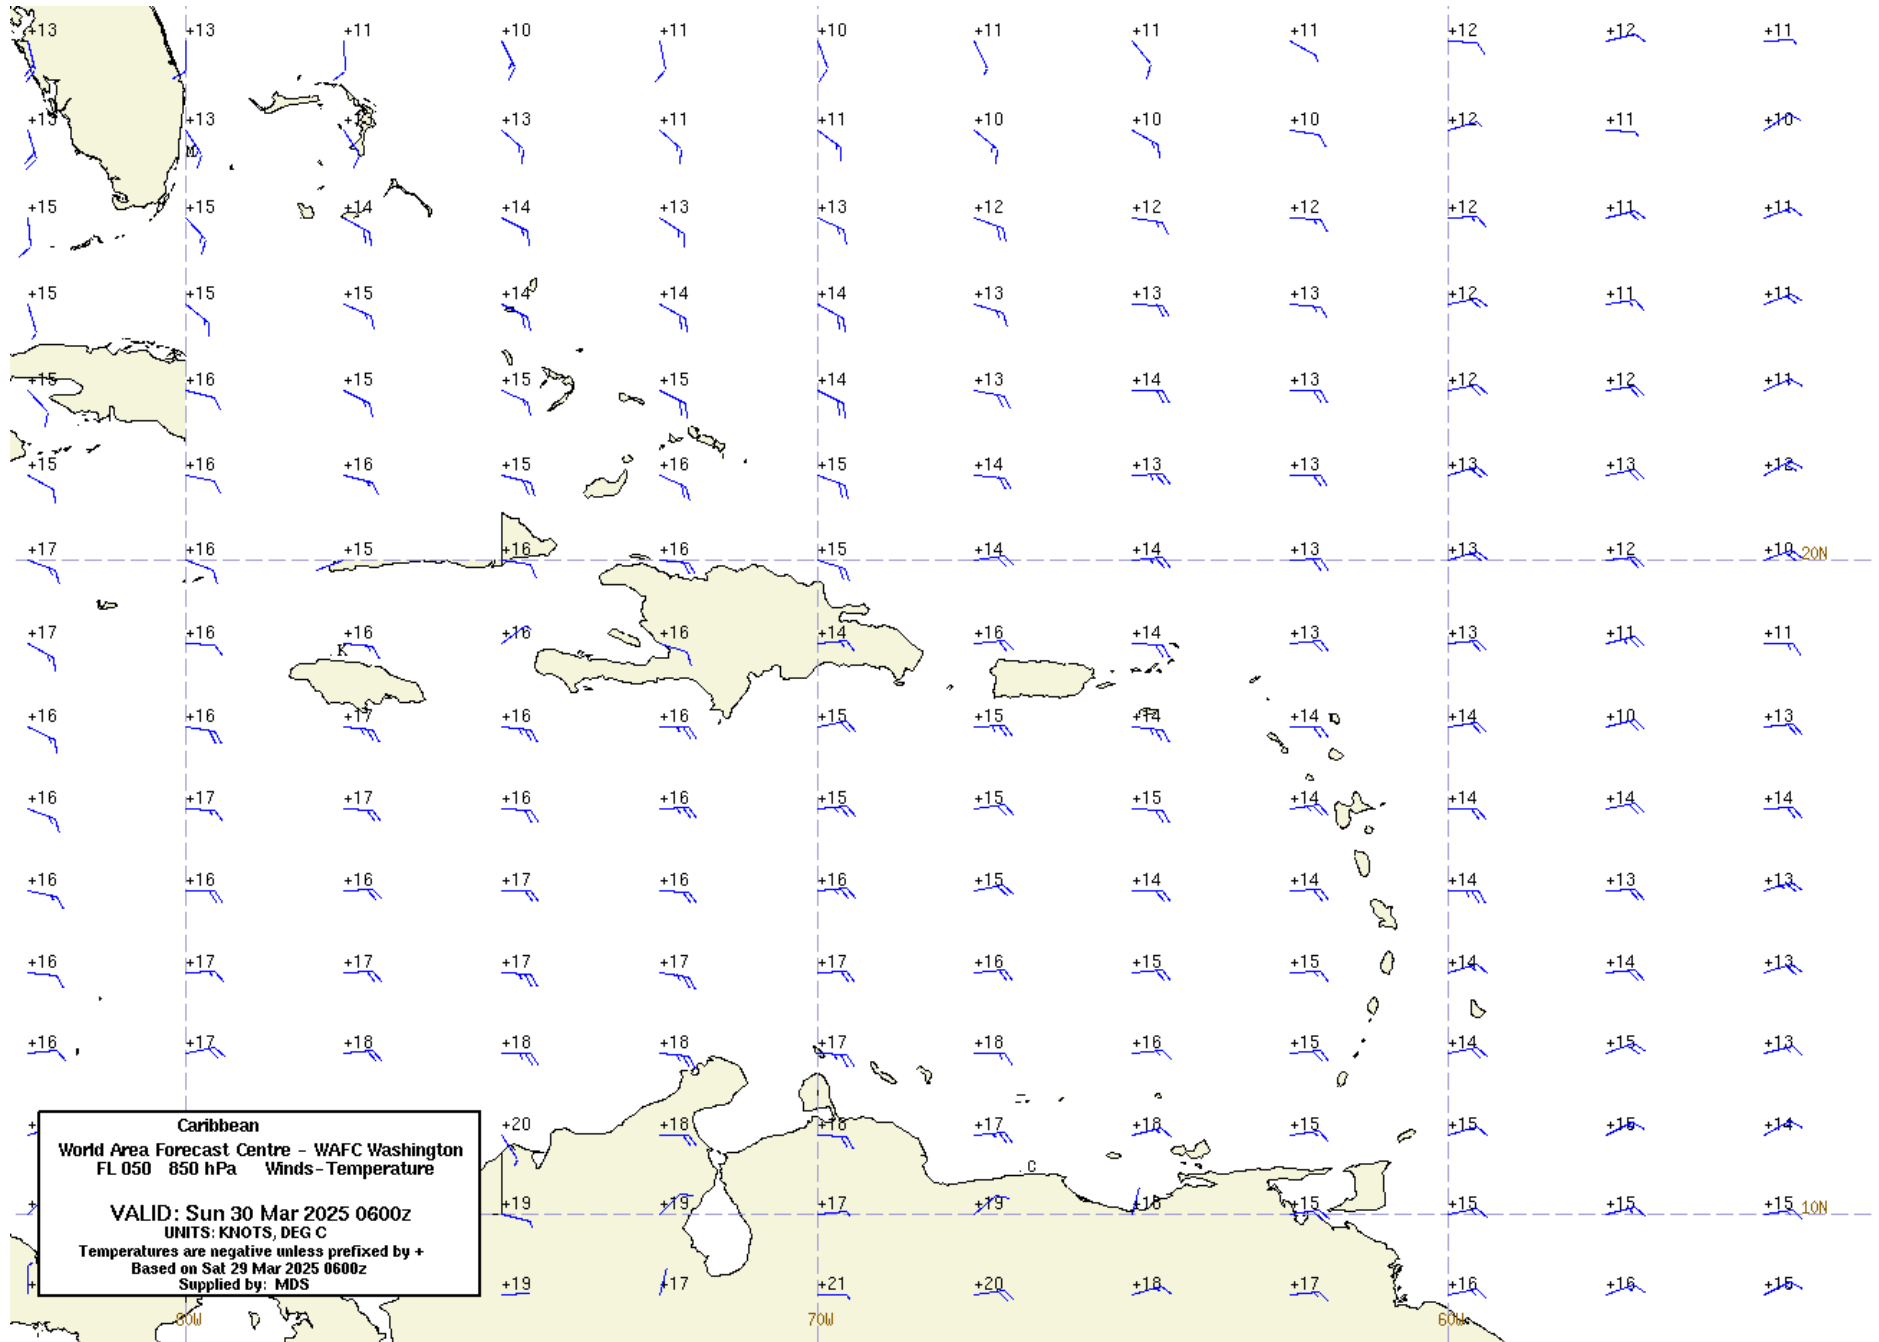 +13 +13 +11 +10 +11 +10 +11 +11 +11 +12 +12 +11
+13 +13 +13 +13 +11 +11 +10 +10 +10 +12 +11 +10
M
+15 +15 +14 +14 +13 +13 +12 +12 +12 +12 +11 +11
+15 +15 +15 +14 +14 +14 +13 +13 +13 +12 +11 +11
+15 +16 +15 +15 +15 +14 +13 +14 +13 +12 +12 +11
+15 +16 +16 +15 +16 +15 +14 +13 +13 +13 +13 +12
+17 +16 +15 +16 +16 +15 +14 +14 +13 +13 +12 +10 20N
+17 +16 +16 +16 +16 +14 +16 +14 +13 +13 +11 +11
K
+16 +16 +17 +16 +16 +15 +15 +14 +14 +14 +10 +13
+16 +17 +17 +16 +16 +15 +15 +15 +14 +14 +14 +14
+16 +16 +16 +17 +16 +16 +15 +14 +14 +14 +13 +13
+16 +17 +17 +17 +17 +17 +16 +15 +15 +14 +14 +13
+16 +17 +18 +18 +18 +17 +18 +16 +15 +14 +15 +13
+20 +18 +18 +17 +18 +15 +15 +15 +14
C
+19 +19 +17 +19 +18 +15 +15 +15 +15 10N
+19 +17 +21 +20 +18 +17 +16 +16 +15
Caribbean
World Area Forecast Centre - WAFC Washington
FL 050 850 hPa Winds-Temperature
VALID: Sun 30 Mar 2025 0600z
UNITS: KNOTS, DEG C
Temperatures are negative unless prefixed by +
Based on Sat 29 Mar 2025 0600z
Supplied by: MDS
80W 70W 60W